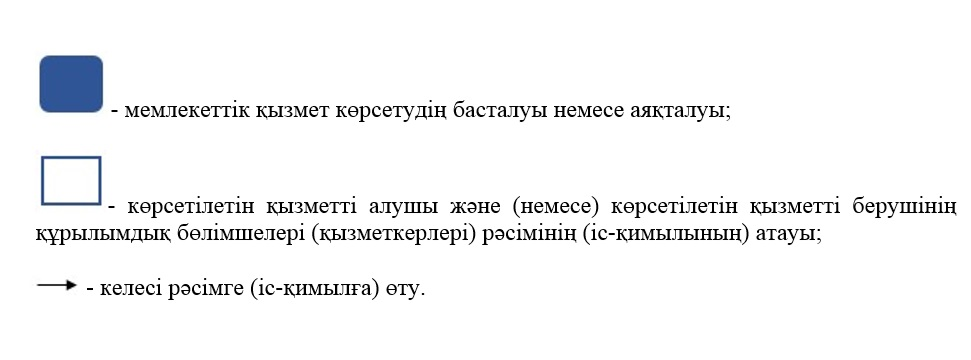 - мемлекеттік қызмет көрсетудің басталуы немесе аяқталуы;
- көрсетілетін қызметті алушы және (немесе) көрсетілетін қызметті берушінің
құрылымдық бөлімшелері (қызметкерлері) рәсімінің (іс-қимылының) атауы;
- келесі рәсімге (іс-қимылға) өту.